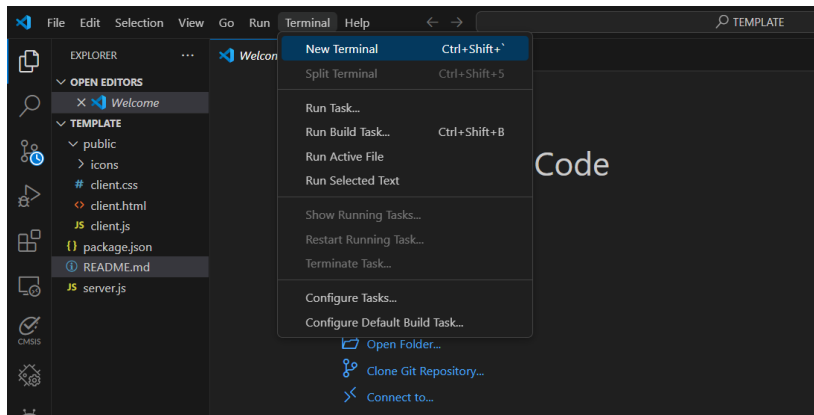 File Edit Selection View Go Run Terminal Help TEMPLATE
EXPLORER ...
OPEN EDITORS
Welcome
TEMPLATE
public
icons
# client.css
<> client.html
JS client.js
{} package.json
README.md
JS server.js
CMSIS
Welcon
New Terminal Ctrl+Shift+`
Split Terminal Ctrl+Shift+5
Run Task...
Run Build Task... Ctrl+Shift+B
Run Active File
Run Selected Text
Show Running Tasks...
Restart Running Task...
Terminate Task...
Configure Tasks...
Configure Default Build Task...
Code
Open Folder...
Clone Git Repository...
Connect to...